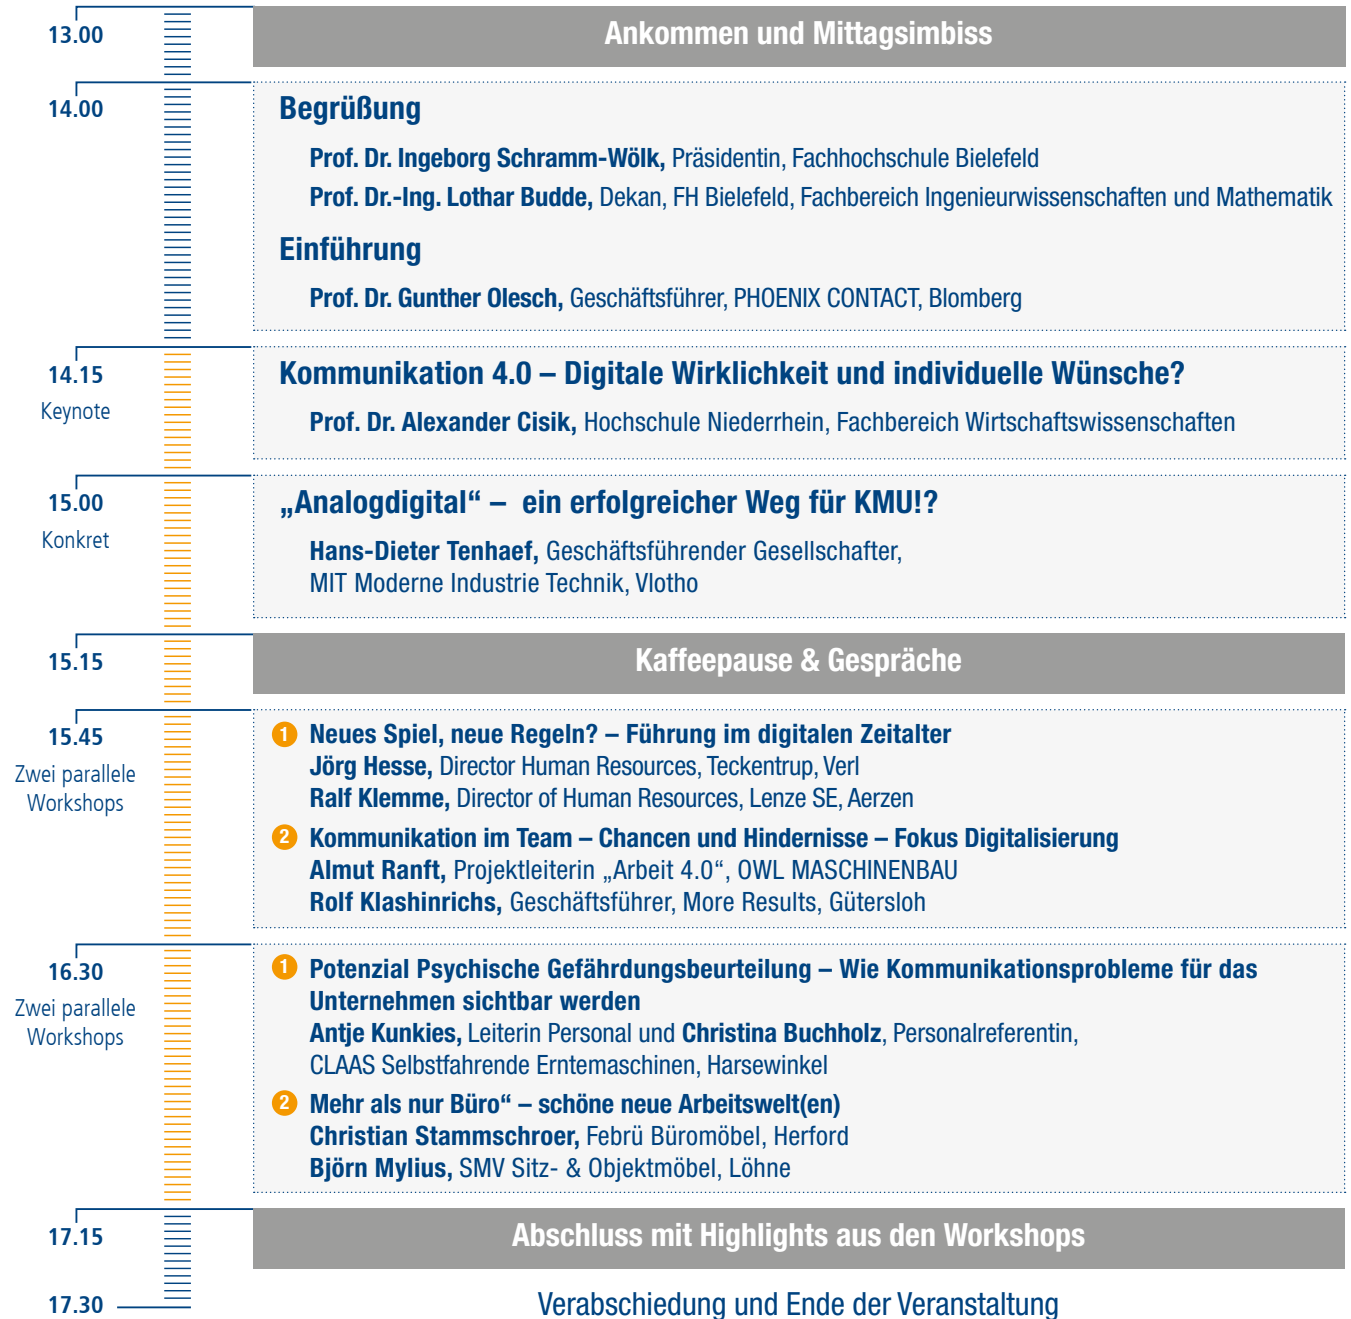 13.00
Ankommen und Mittagsimbiss
14.00
Begrüßung
Prof. Dr. Ingeborg Schramm-Wölk, Präsidentin, Fachhochschule Bielefeld
Prof. Dr.-Ing. Lothar Budde, Dekan, FH Bielefeld, Fachbereich Ingenieurwissenschaften und Mathematik
Einführung
Prof. Dr. Gunther Olesch, Geschäftsführer, PHOENIX CONTACT, Blomberg
14.15
Keynote
Kommunikation 4.0 – Digitale Wirklichkeit und individuelle Wünsche?
Prof. Dr. Alexander Cisik, Hochschule Niederrhein, Fachbereich Wirtschaftswissenschaften
15.00
Konkret
„Analogdigital“ – ein erfolgreicher Weg für KMU!?
Hans-Dieter Tenhaef, Geschäftsführender Gesellschafter,
MIT Moderne Industrie Technik, Vlotho
15.15
Kaffeepause & Gespräche
15.45
Zwei parallele
Workshops
1 Neues Spiel, neue Regeln? – Führung im digitalen Zeitalter
Jörg Hesse, Director Human Resources, Teckentrup, Verl
Ralf Klemme, Director of Human Resources, Lenze SE, Aerzen
2 Kommunikation im Team – Chancen und Hindernisse – Fokus Digitalisierung
Almut Ranft, Projektleiterin „Arbeit 4.0“, OWL MASCHINENBAU
Rolf Klashinrichs, Geschäftsführer, More Results, Gütersloh
16.30
Zwei parallele
Workshops
1 Potenzial Psychische Gefährdungsbeurteilung – Wie Kommunikationsprobleme für das
Unternehmen sichtbar werden
Antje Kunkies, Leiterin Personal und Christina Buchholz, Personalreferentin,
CLAAS Selbstfahrende Erntemaschinen, Harsewinkel
2 Mehr als nur Büro“ – schöne neue Arbeitswelt(en)
Christian Stammschroer, Febrü Büromöbel, Herford
Björn Mylius, SMV Sitz- & Objektmöbel, Löhne
17.15
Abschluss mit Highlights aus den Workshops
17.30
Verabschiedung und Ende der Veranstaltung